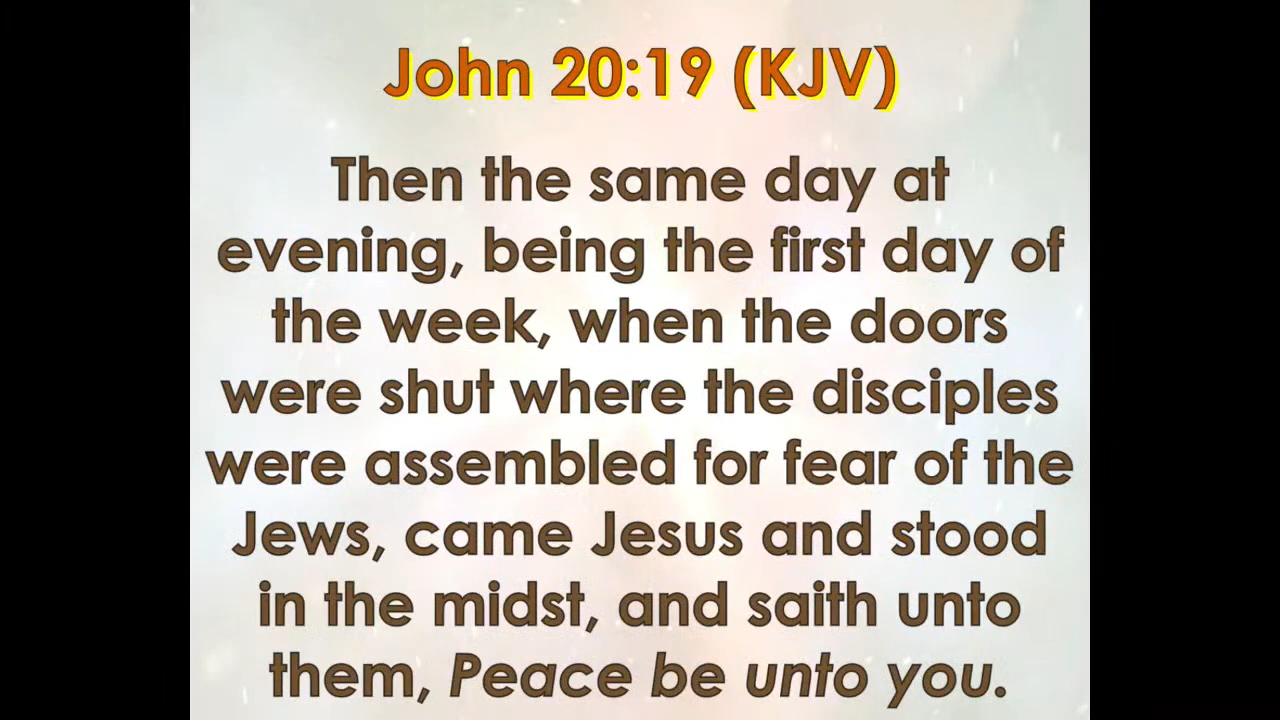 John 20:19 (KJV)
Then the same day at
evening, being the first day of
the week, when the doors
were shut where the disciples
were assembled for fear of the
Jews, came Jesus and stood
in the midst, and saith unto
them, Peace be unto you.